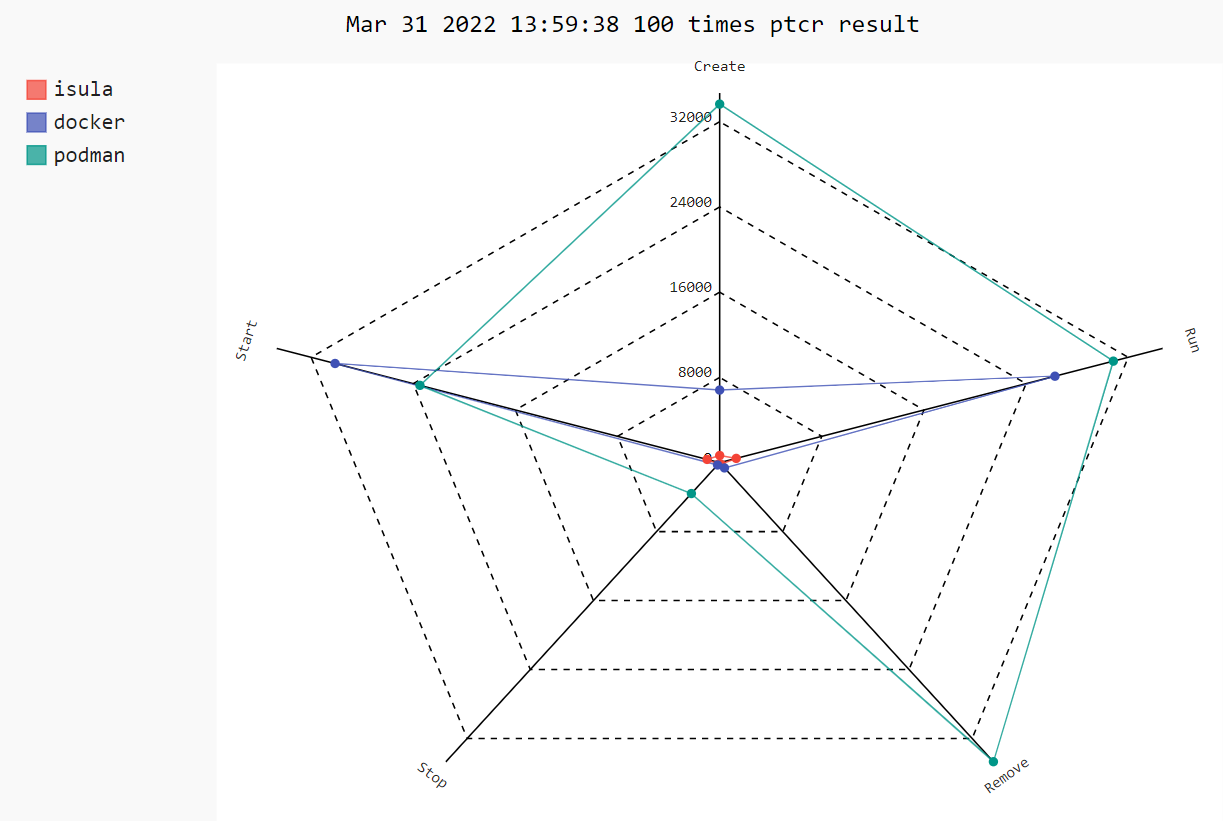 Mar 31 2022 13:59:38 100 times ptcr result
isula
docker
podman
Create
32000
24000
16000
8000
0
Start
Run
Stop
Remove